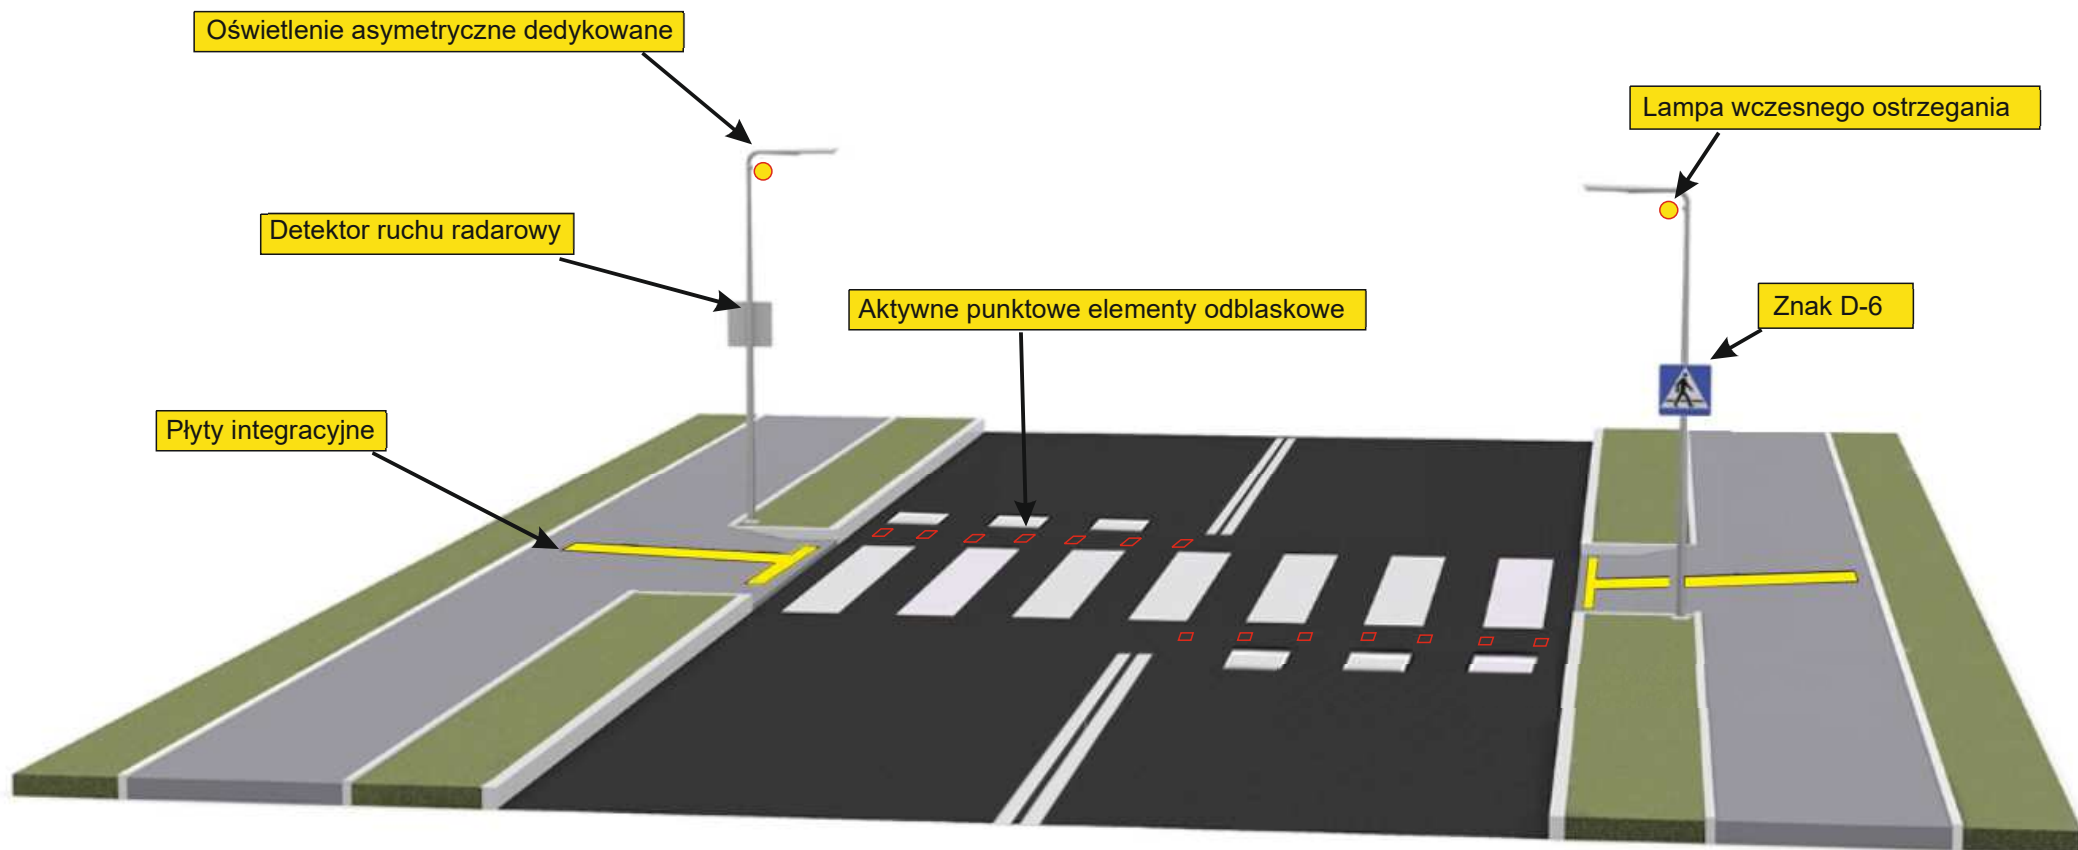 Oświetlenie asymetryczne dedykowane
Lampa wczesnego ostrzegania
Detektor ruchu radarowy
Aktywne punktowe elementy odblaskowe
Znak D-6
Płyty integracyjne